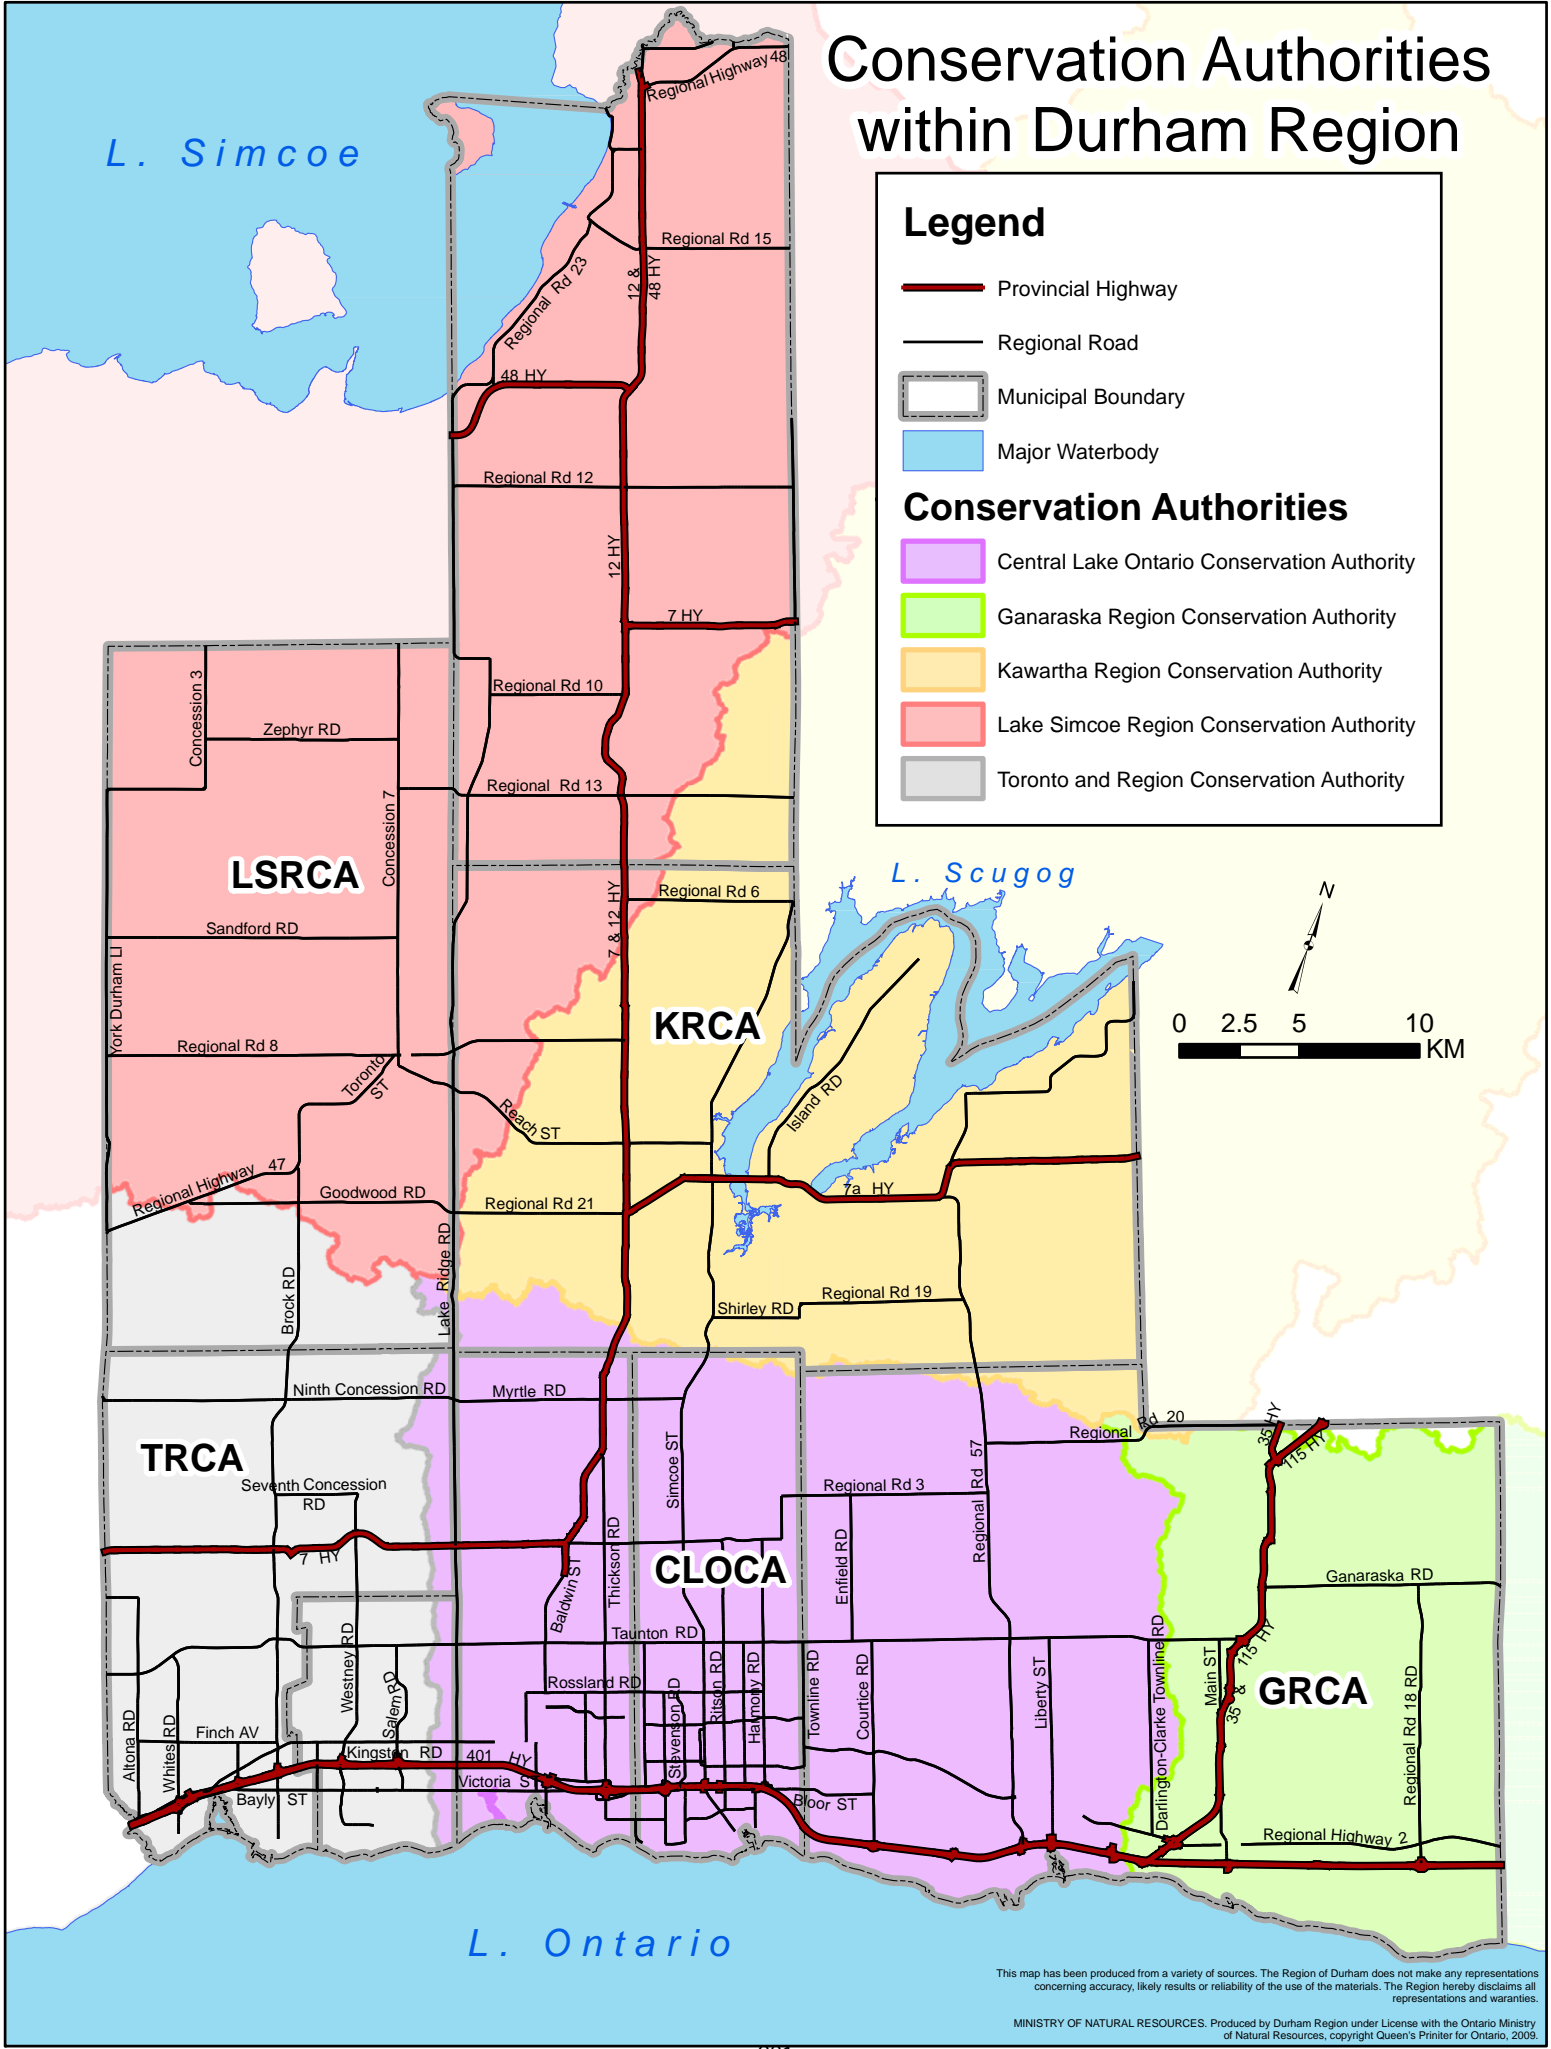 Conservation Authorities
within Durham Region
Legend
Provincial Highway
Regional Road
Municipal Boundary
Major Waterbody
Conservation Authorities
Central Lake Ontario Conservation Authority
Ganaraska Region Conservation Authority
Kawartha Region Conservation Authority
Lake Simcoe Region Conservation Authority
Toronto and Region Conservation Authority
L. Simcoe
Regional Highway 48
Regional Rd 15
12 &
48 HY
Regional Rd 23
48 HY
Regional Rd 12
12 HY
7 HY
Concession 3
Zephyr RD
Regional Rd 10
Regional Rd 13
Concession 7
LSRCA
L. Scugog
N
7 & 12 HY
Regional Rd 6
Sandford RD
York Durham LI
KRCA
0 2.5 5 10
KM
Regional Rd 8
Toronto
ST
Reach ST
Island RD
Regional Highway 47
Goodwood RD
Regional Rd 21
7a HY
Lake Ridge RD
Brock RD
Shirley RD
Regional Rd 19
Ninth Concession RD
Myrtle RD
TRCA
Simcoe ST
Regional Rd 57
Regional Rd 20
35 HY
115 HY
Seventh Concession
RD
Regional Rd 3
7 HY
Thickson RD
CLOCA
Enfield RD
Baldwin ST
Ganaraska RD
Taunton RD
Westney RD
Salem RD
Rossland RD
Stevenson RD
Ritson RD
Harmony RD
Townline RD
Courtice RD
Liberty ST
Darlington-Clarke Townline RD
Main ST
35 &
115 HY
GRCA
Regional Rd 18 RD
Altona RD
Whites RD
Finch AV
Kingston RD
401 HY
Victoria S
Bayly ST
Bloor ST
Regional Highway 2
L. Ontario
This map has been produced from a variety of sources. The Region of Durham does not make any representations
concerning accuracy, likely results or reliability of the use of the materials. The Region hereby disclaims all
representations and waranties.
MINISTRY OF NATURAL RESOURCES. Produced by Durham Region under License with the Ontario Ministry
of Natural Resources, copyright Queen's Priniter for Ontario, 2009.